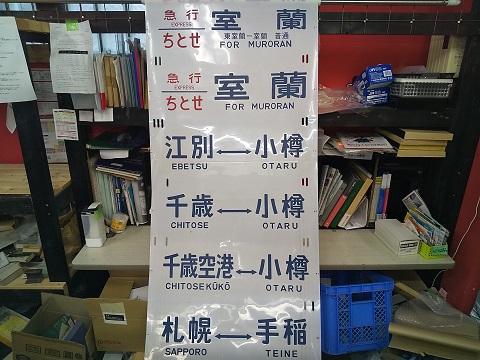 急行 室蘭
EXPRESS 東室蘭ー室蘭 普通
ちとせ FOR MURORAN
急行 室蘭
EXPRESS
ちとせ FOR MURORAN
江別⟷小樽
EBETSU OTARU
千歳⟷小樽
CHITOSE OTARU
千歳空港⟷小樽
CHITOSEKŪKŌ OTARU
札幌⟷手稲
SAPPORO TEINE